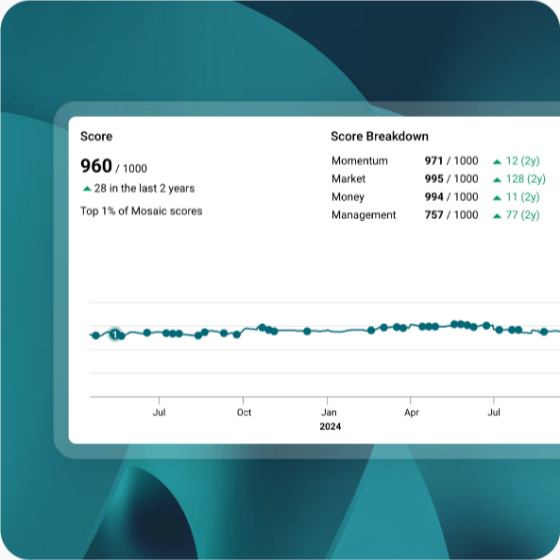 Score
960 / 1000
28 in the last 2 years
Top 1% of Mosaic scores
Score Breakdown
Momentum 971 / 1000 12 (2y)
Market 995 / 1000 128 (2y)
Money 994 / 1000 11 (2y)
Management 757 / 1000 77 (2y)
1
Jul Oct Jan Apr Jul
2024